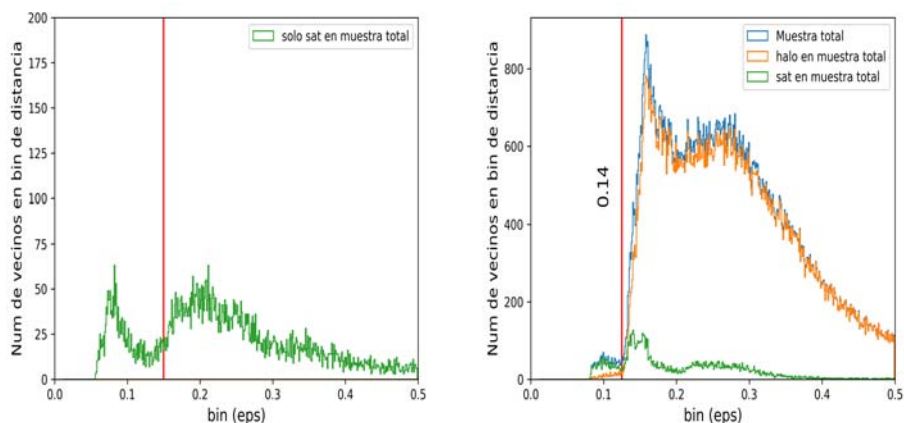 200
175
150
125
100
75
50
25
0
0.0 0.1 0.2 0.3 0.4 0.5
bin (eps)
Num de vecinos en bin de distancia
solo sat en muestra total
800
600
400
200
0
0.0 0.1 0.2 0.3 0.4 0.5
bin (eps)
Num de vecinos en bin de distancia
Muestra total
halo en muestra total
sat en muestra total
0.14